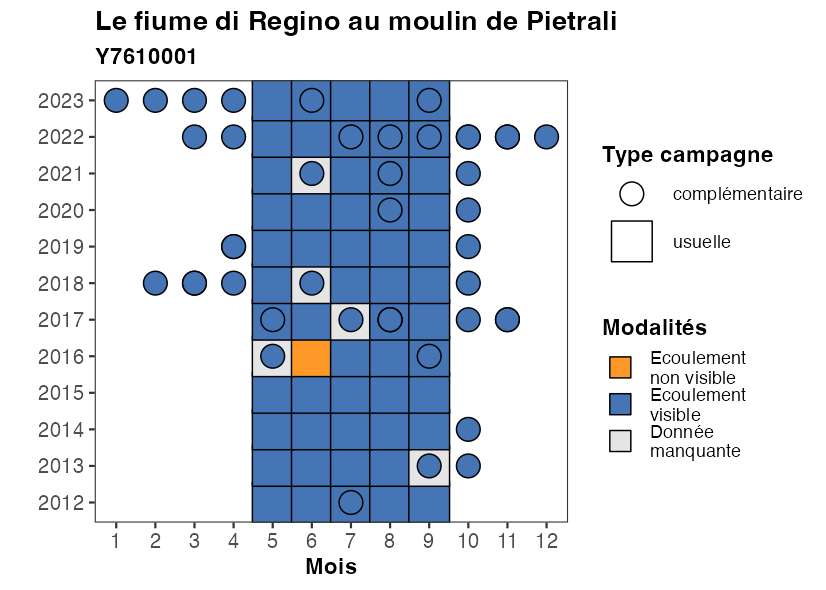 Le fiume di Regino au moulin de Pietrali
Y7610001
2023
2022
2021
2020
2019
2018
2017
2016
2015
2014
2013
2012
1 2 3 4 5 6 7 8 9 10 11 12
Mois
Type campagne
complémentaire
usuelle
Modalités
Ecoulement
non visible
Ecoulement
visible
Donnée
manquante